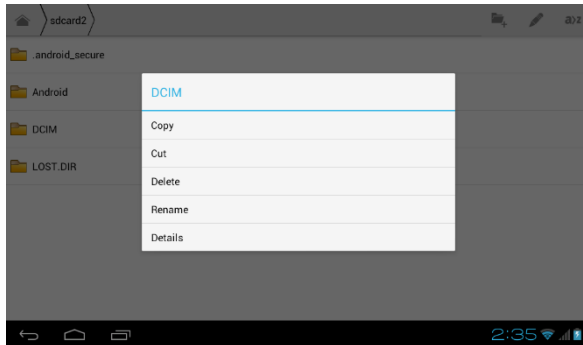 sdcard2
a|z
.android_secure
Android
DCIM
LOST.DIR
DCIM
Copy
Cut
Delete
Rename
Details
2:35